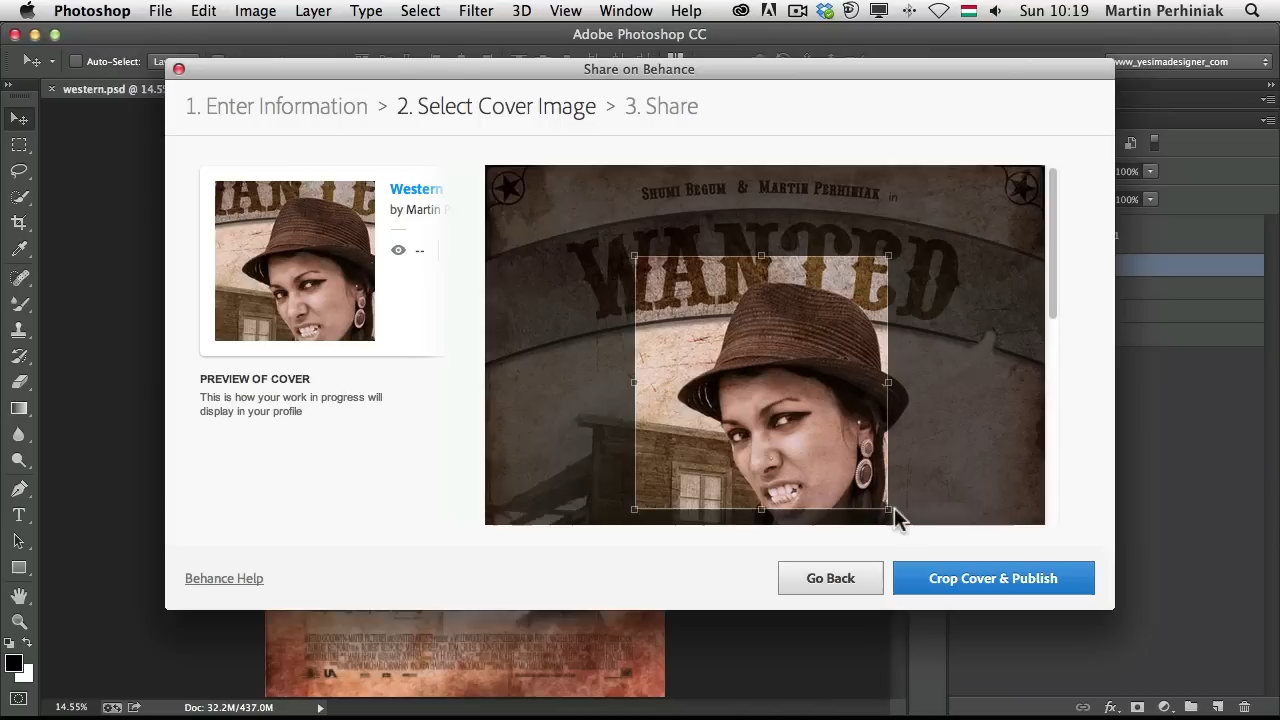 Photoshop File Edit Image Layer Type Select Filter 3D View Window Help Sun 10:19 Martin Perhiniak
Adobe Photoshop CC
Auto-Select:
www_yesimadesigner_com
western.psd @ 14.5
Share on Behance
1. Enter Information > 2. Select Cover Image > 3. Share
100%
100%
WANTED
Western
by Martin P
--
PREVIEW OF COVER
This is how your work in progress will
display in your profile
SHUMI BEGUM & MARTIN PERHINIAK in
WANTED
Behance Help
Go Back
Crop Cover & Publish
14.55% Doc: 32.2M/437.0M